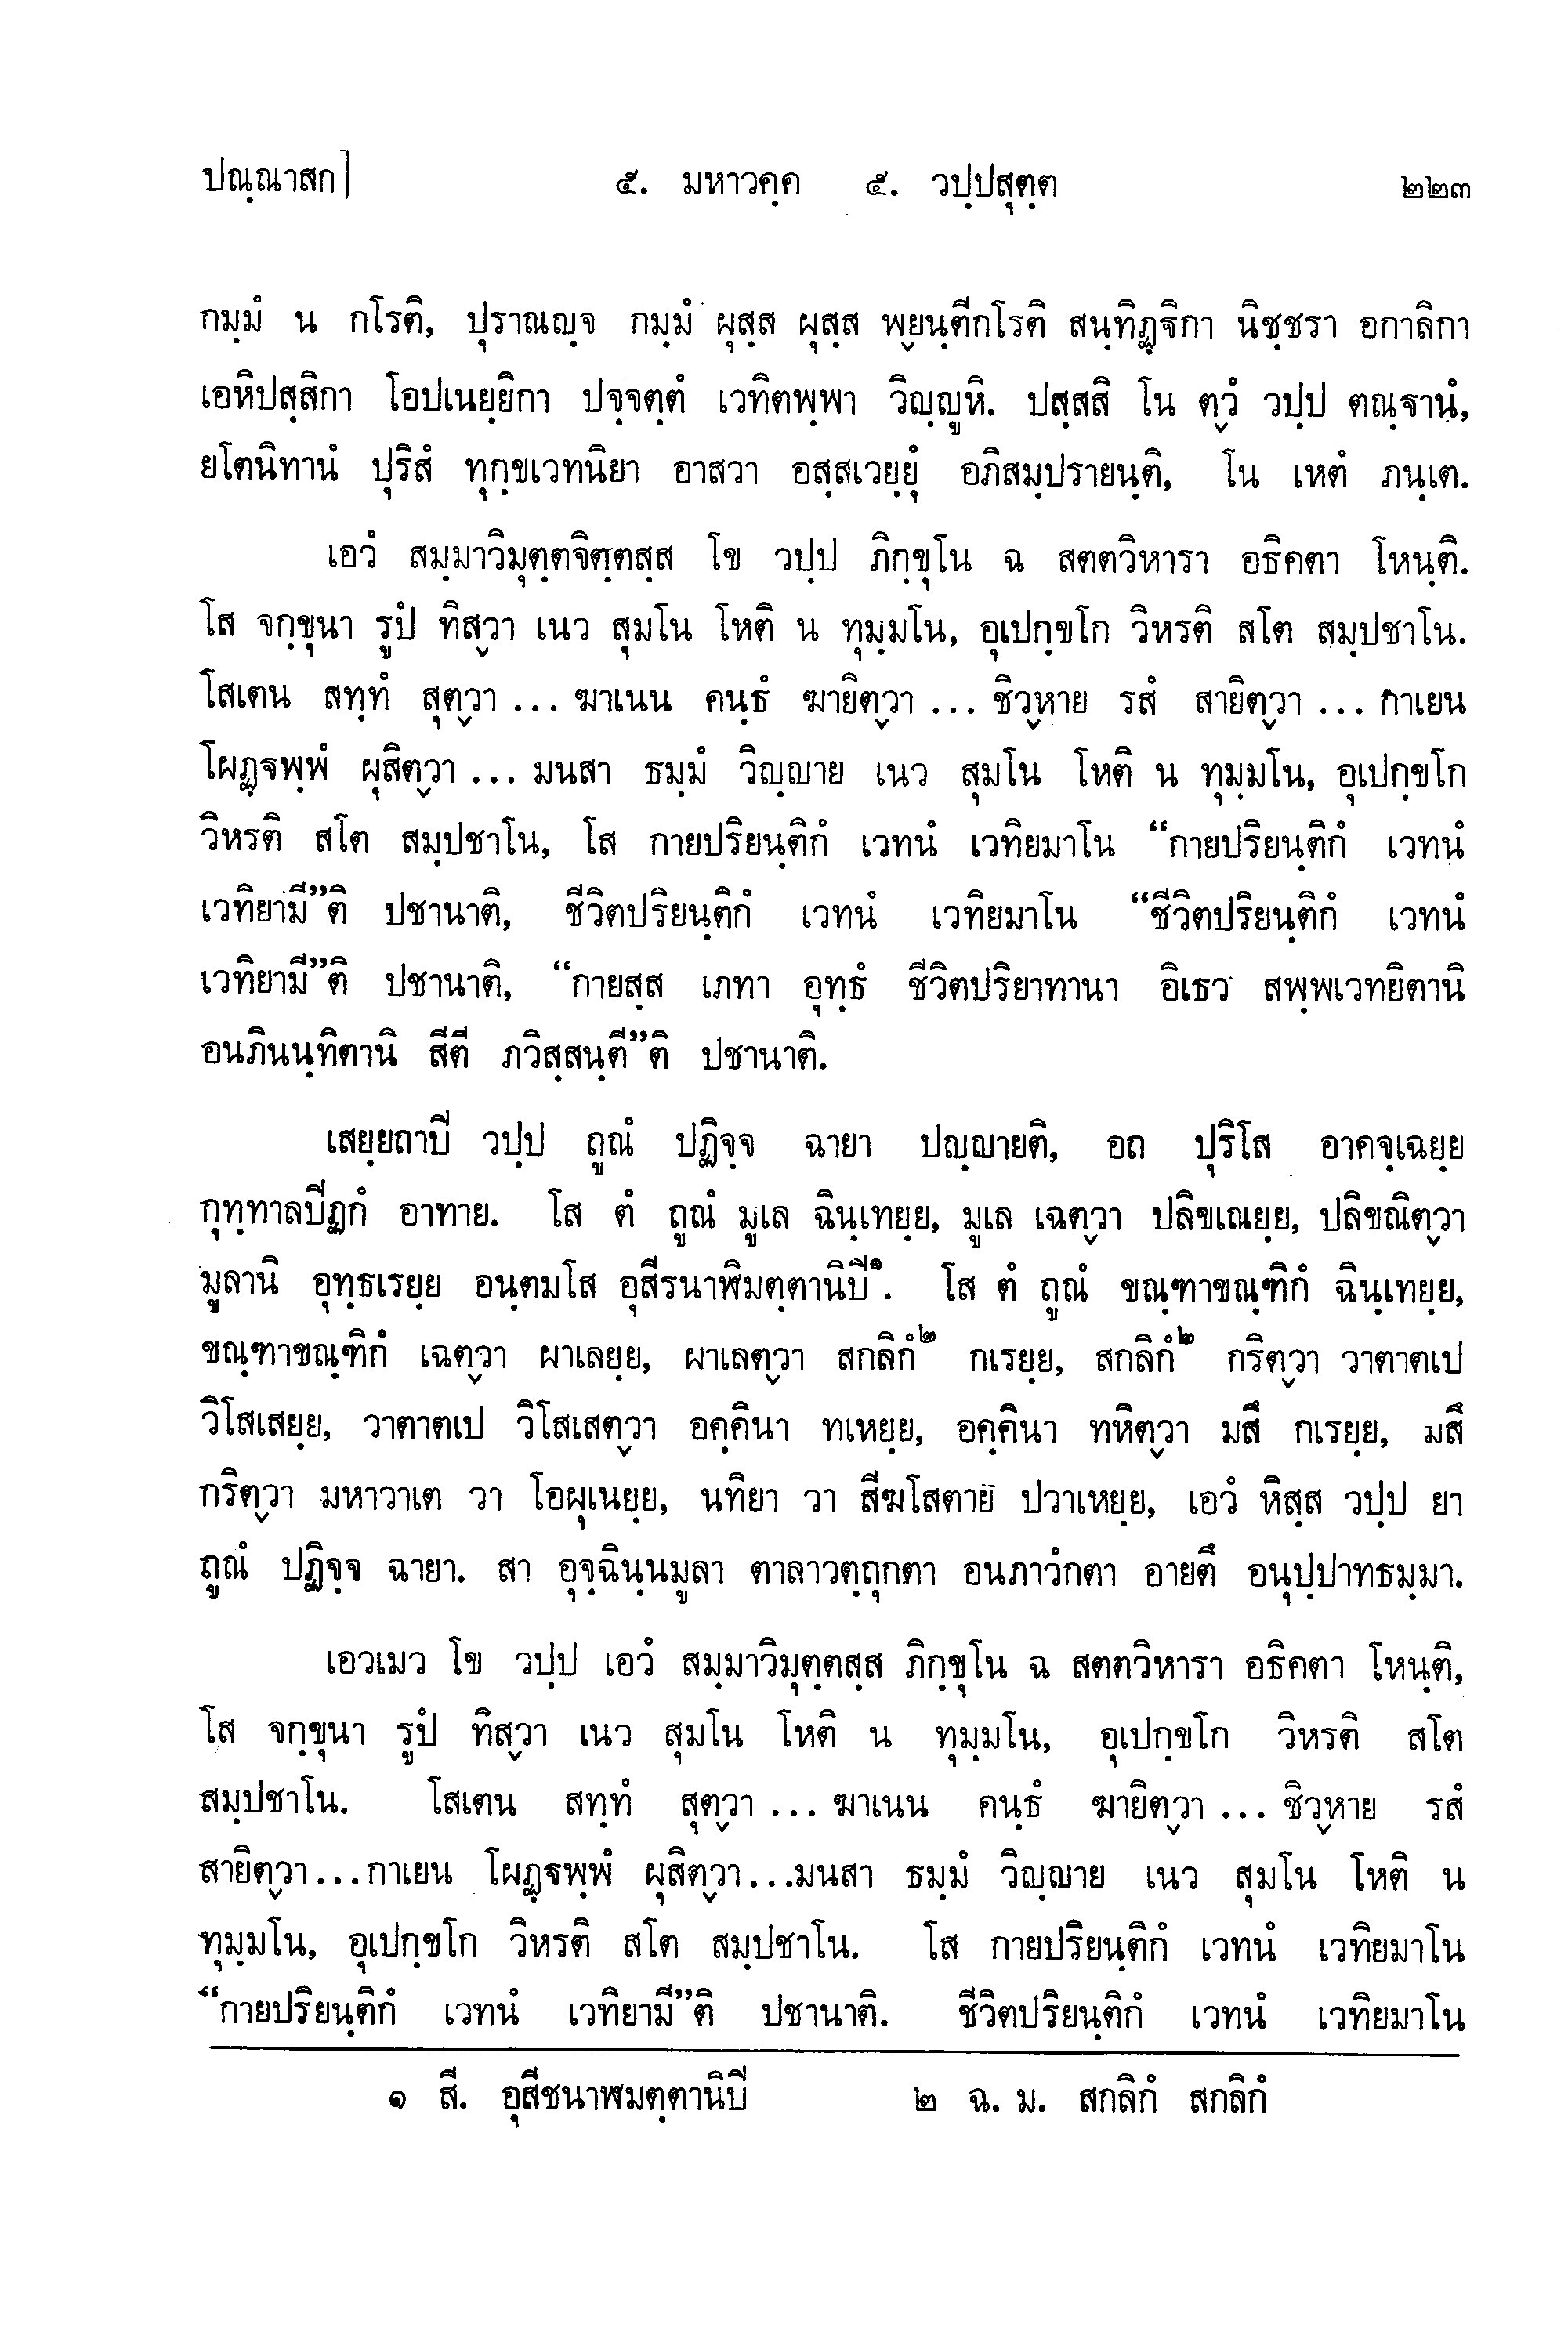 ปณฺณาสก] ๕. มหาวคฺค ๕. วปฺปสุตฺต ๒๒๓
กมฺมํ น กโรติ, ปุราณญฺจ กมฺมํ ผุสฺส ผุสฺส พฺยนฺตีกโรติ สนฺทิฏฺฐิกา นิชฺชรา อกาลิกา
เอหิปสฺสิกา โอปเนยฺยิกา ปจฺจตฺตํ เวทิตพฺพา วิญฺญูหิ. ปสฺสสิ โน ตฺวํ วปฺป ตณฺฐานํ,
ยโตนิทานํ ปุริสํ ทุกฺขเวทนิยา อาสวา อสฺสเวยฺยุํ อภิสมฺปรายนฺติ, โน เหตํ ภนฺเต.
เอวํ สมฺมาวิมุตฺตจิตฺตสฺส โข วปฺป ภิกฺขุโน ฉ สตตวิหารา อธิคตา โหนฺติ.
โส จกฺขุนา รูปํ ทิสฺวา เนว สุมโน โหติ น ทุมฺมโน, อุเปกฺขโก วิหรติ สโต สมฺปชาโน.
โสเตน สทฺทํ สุตฺวา ... ฆาเนน คนฺธํ ฆายิตฺวา ... ชิวฺหาย รสํ สายิตฺวา ... กาเยน
โผฏฺฐพฺพํ ผุสิตฺวา ... มนสา ธมฺมํ วิญฺญาย เนว สุมโน โหติ น ทุมฺมโน, อุเปกฺขโก
วิหรติ สโต สมฺปชาโน, โส กายปริยนฺติกํ เวทนํ เวทิยมาโน “กายปริยนฺติกํ เวทนํ
เวทิยามี”ติ ปชานาติ, ชีวิตปริยนฺติกํ เวทนํ เวทิยมาโน “ชีวิตปริยนฺติกํ เวทนํ
เวทิยามี”ติ ปชานาติ, “กายสฺส เภทา อุทฺธํ ชีวิตปริยาทานา อิเธว สพฺพเวทยิตานิ
อนภินนฺทิตานิ สีตี ภวิสฺสนฺตี”ติ ปชานาติ.
เสยฺยถาปี วปฺป ถูณํ ปฏิจฺจ ฉายา ปญฺญายติ, อถ ปุริโส อาคจฺเฉยฺย
กุทฺทาลปีฏกํ อาทาย. โส ตํ ถูณํ มูเล ฉินฺเทยฺย, มูเล เฉตฺวา ปลิขเณยฺย, ปลิขณิตฺวา
มูลานิ อุทฺธเรยฺย อนฺตมโส อุสีรนาฬิมตฺตานิปี๑. โส ตํ ถูณํ ขณฺฑาขณฺฑิกํ ฉินฺเทยฺย,
ขณฺฑาขณฺฑิกํ เฉตฺวา ผาเลยฺย, ผาเลตฺวา สกลิกํ๒ กเรยฺย, สกลิกํ๒ กริตฺวา วาตาตเป
วิโสเสยฺย, วาตาตเป วิโสเสตฺวา อคฺคินา ทเหยฺย, อคฺคินา ทหิตฺวา มสึ กเรยฺย, มสึ
กริตฺวา มหาวาเต วา โอผุเนยฺย, นทิยา วา สีฆโสตาย ปวาเหยฺย, เอวํ หิสฺส วปฺป ยา
ถูณํ ปฏิจฺจ ฉายา. สา อุจฺฉินฺนมูลา ตาลาวตฺถุกตา อนภาวํกตา อายตึ อนุปฺปาทธมฺมา.
เอวเมว โข วปฺป เอวํ สมฺมาวิมุตฺตสฺส ภิกฺขุโน ฉ สตตวิหารา อธิคตา โหนฺติ,
โส จกฺขุนา รูปํ ทิสฺวา เนว สุมโน โหติ น ทุมฺมโน, อุเปกฺขโก วิหรติ สโต
สมฺปชาโน. โสเตน สทฺทํ สุตฺวา ... ฆาเนน คนฺธํ ฆายิตฺวา ... ชิวฺหาย รสํ
สายิตฺวา ... กาเยน โผฏฺฐพฺพํ ผุสิตฺวา ... มนสา ธมฺมํ วิญฺญาย เนว สุมโน โหติ น
ทุมฺมโน, อุเปกฺขโก วิหรติ สโต สมฺปชาโน. โส กายปริยนฺติกํ เวทนํ เวทิยมาโน
“กายปริยนฺติกํ เวทนํ เวทิยามี”ติ ปชานาติ. ชีวิตปริยนฺติกํ เวทนํ เวทิยมาโน
๑ สี. อุสีชนาฬมตฺตานิปี ๒ ฉ. ม. สกลิกํ สกลิกํ